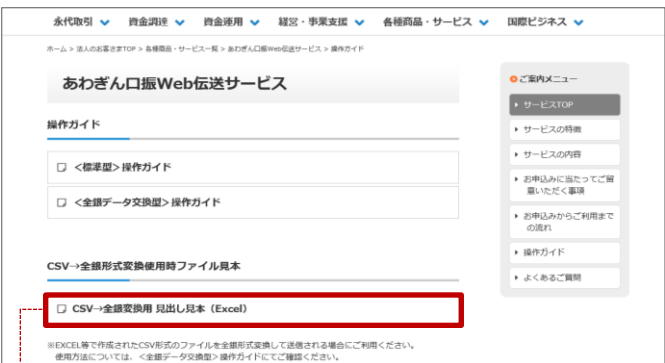 永代取引 資金調達 資金運用 経営・事業支援 各種商品・サービス 国際ビジネス
ホーム > 法人のお客さまTOP > 各種商品・サービス一覧 > あわぎん口振Web伝送サービス > 操作ガイド
あわぎん口振Web伝送サービス
操作ガイド
<標準型>操作ガイド
<全銀データ交換型>操作ガイド
CSV→全銀形式変換使用時ファイル見本
CSV→全銀変換用 見出し見本（Excel）
※EXCEL等で作成されたCSV形式のファイルを全銀形式変換して送信される場合にご利用ください。
使用方法については、<全銀データ交換型>操作ガイドにてご確認ください。
ご案内メニュー
サービスTOP
サービスの特徴
サービスの内容
お申込みに当たってご留
意いただく事項
お申込みからご利用まで
の流れ
操作ガイド
よくあるご質問